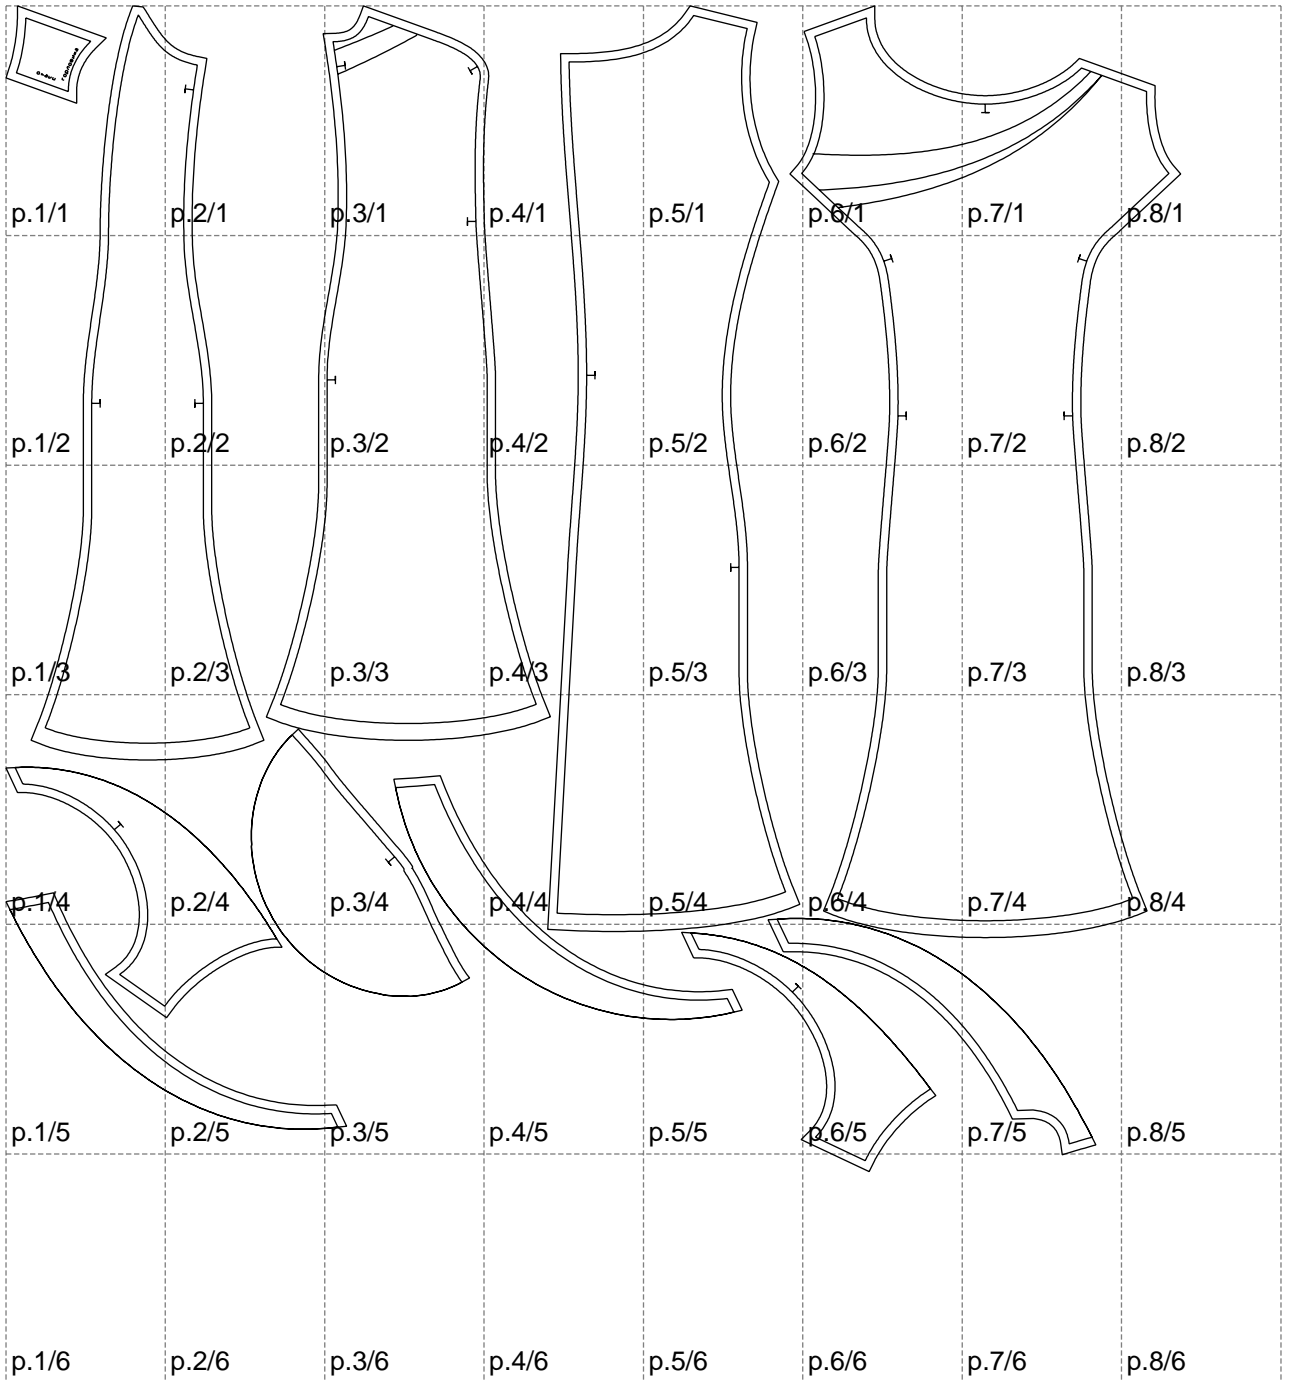 горловина
плечо
p.1/1 p.2/1 p.3/1 p.4/1 p.5/1 p.6/1 p.7/1 p.8/1
p.1/2 p.2/2 p.3/2 p.4/2 p.5/2 p.6/2 p.7/2 p.8/2
p.1/3 p.2/3 p.3/3 p.4/3 p.5/3 p.6/3 p.7/3 p.8/3
p.1/4 p.2/4 p.3/4 p.4/4 p.5/4 p.6/4 p.7/4 p.8/4
p.1/5 p.2/5 p.3/5 p.4/5 p.5/5 p.6/5 p.7/5 p.8/5
p.1/6 p.2/6 p.3/6 p.4/6 p.5/6 p.6/6 p.7/6 p.8/6